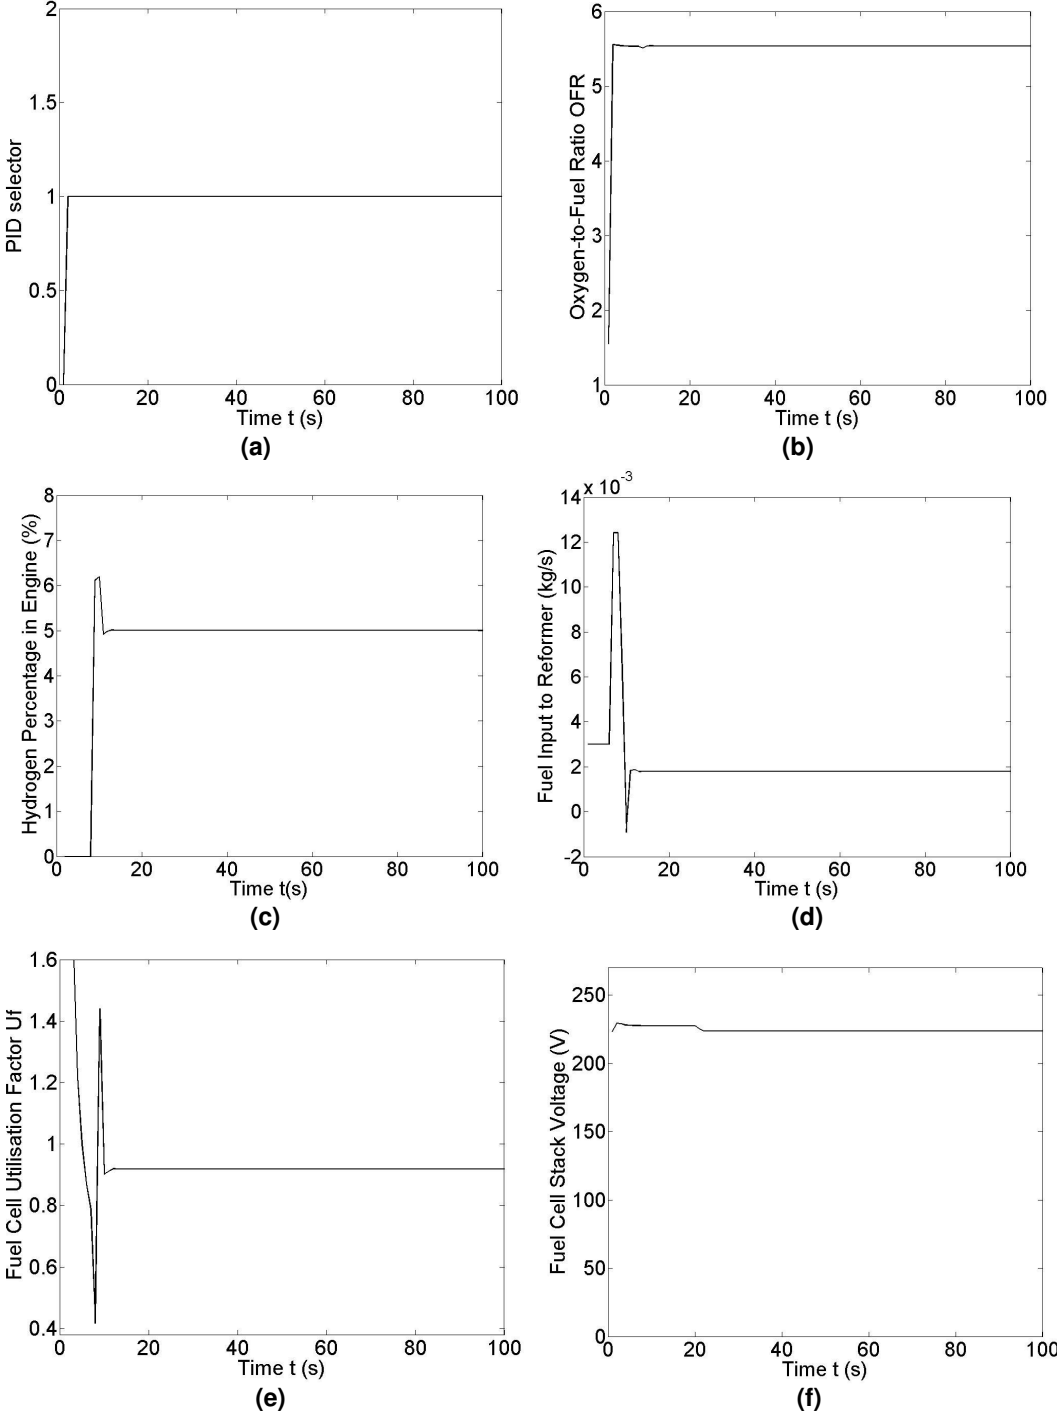 2
1.5
1
0.5
0
PID selector
0 20 40 60 80 100
Time t (s)
(a)
6
5
4
3
2
1
Oxygen-to-Fuel Ratio OFR
0 20 40 60 80 100
Time t (s)
(b)
8
7
6
5
4
3
2
1
0
Hydrogen Percentage in Engine (%)
0 20 40 60 80 100
Time t(s)
(c)
x 10-3
14
12
10
8
6
4
2
0
-2
Fuel Input to Reformer (kg/s)
0 20 40 60 80 100
Time t (s)
(d)
1.6
1.4
1.2
1
0.8
0.6
0.4
Fuel Cell Utilisation Factor Uf
0 20 40 60 80 100
Time t (s)
(e)
250
200
150
100
50
0
Fuel Cell Stack Voltage (V)
0 20 40 60 80 100
Time t (s)
(f)